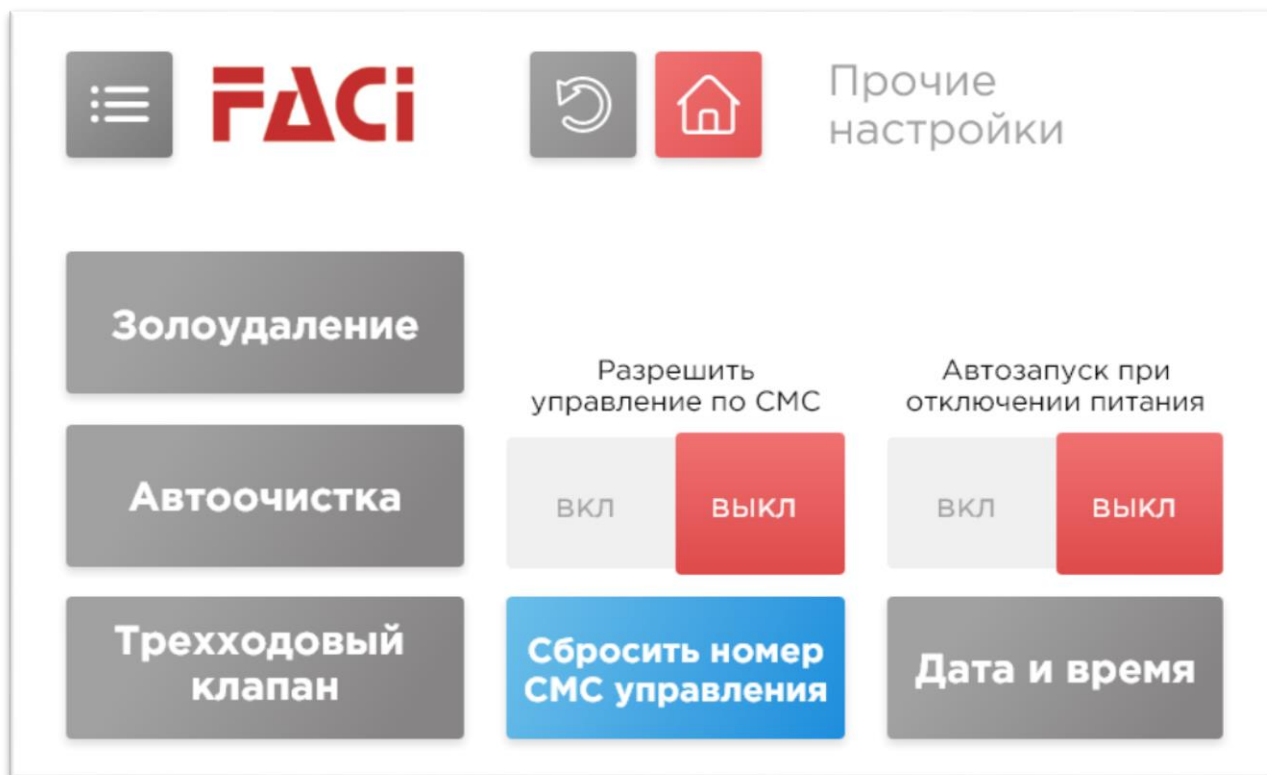 FACi
Прочие
настройки
Золоудаление
Разрешить
управление по СМС
Автозапуск при
отключении питания
Автоочистка
ВКЛ
ВЫКЛ
ВКЛ
ВЫКЛ
Трехходовый
клапан
Сбросить номер
СМС управления
Дата и время